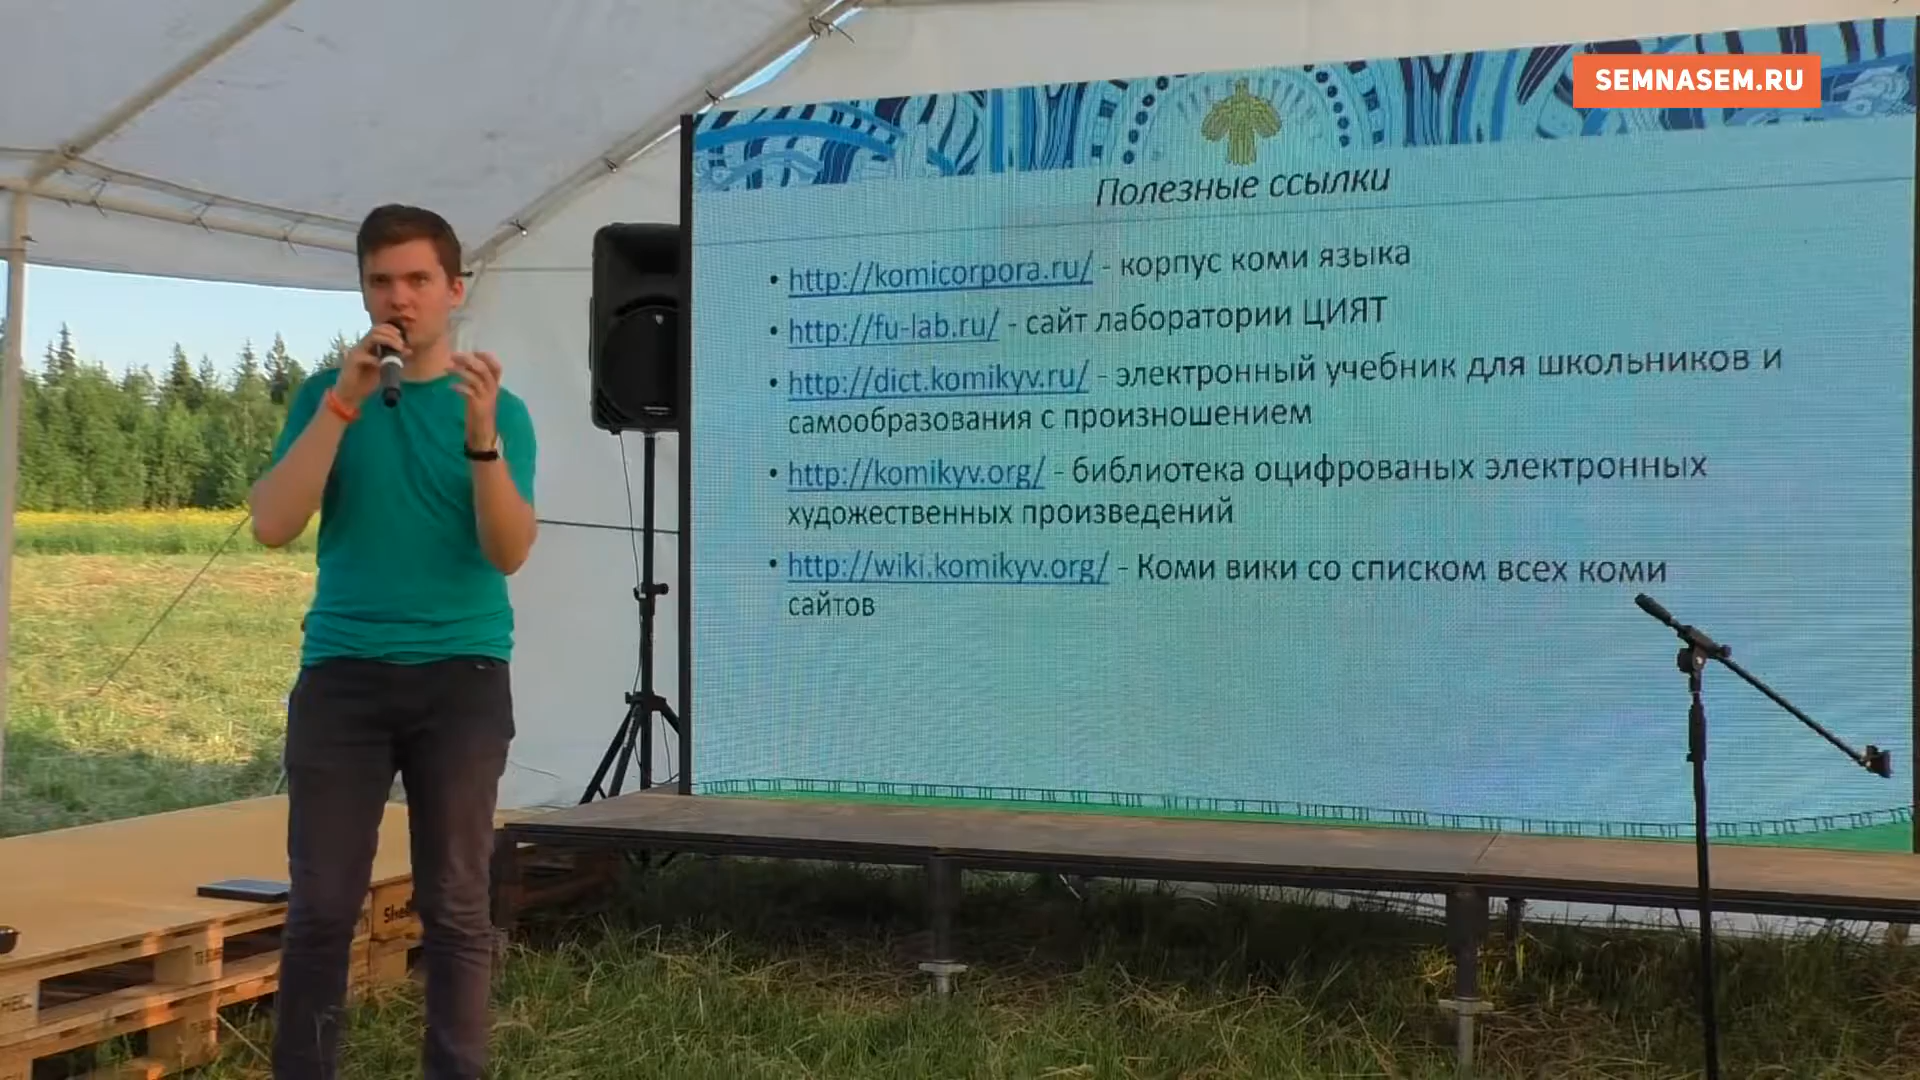 SEMNASEM.RU
Полезные ссылки
• http://komicorpora.ru/ - корпус коми языка
• http://fu-lab.ru/ - сайт лаборатории ЦИЯТ
• http://dict.komikyv.ru/ - электронный учебник для школьников и
самообразования с произношением
• http://komikyv.org/ - библиотека оцифрованых электронных
художественных произведений
• http://wiki.komikyv.org/ - Коми вики со списком всех коми
сайтов